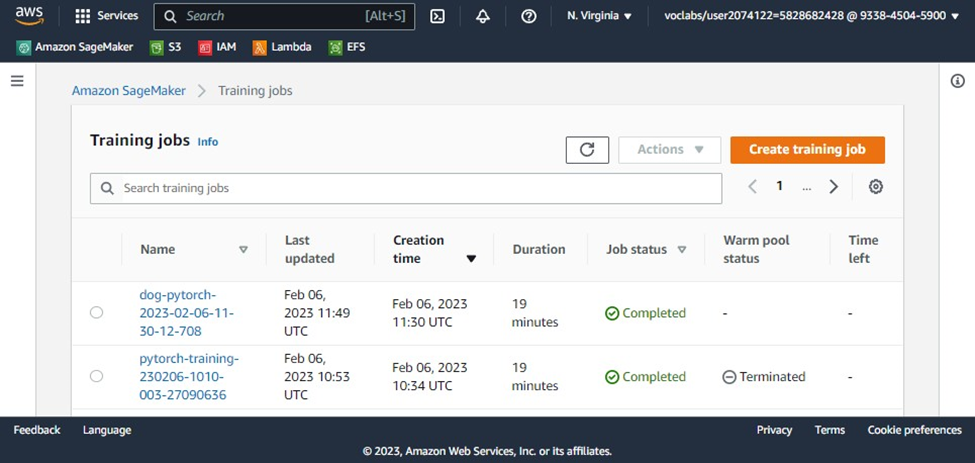 aws Services Search [Alt+S] N. Virginia voclabs/user2074122=5828682428 @ 9338-4504-5900
Amazon SageMaker S3 IAM Lambda EFS
Amazon SageMaker Training jobs
Training jobs Info Actions Create training job
Search training jobs 1 ...
Name Last updated Creation time Duration Job status Warm pool status Time left
dog-pytorch-
2023-02-06-11-
30-12-708
Feb 06,
2023 11:49
UTC
Feb 06, 2023
11:30 UTC
19
minutes
Completed
-
-
pytorch-training-
230206-1010-
003-27090636
Feb 06,
2023 10:53
UTC
Feb 06, 2023
10:34 UTC
19
minutes
Completed
Terminated
-
Feedback Language Privacy Terms Cookie preferences
© 2023, Amazon Web Services, Inc. or its affiliates.